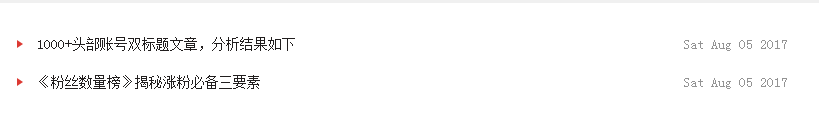 1000+头部账号双标题文章，分析结果如下 Sat Aug 05 2017
《粉丝数量榜》揭秘涨粉必备三要素 Sat Aug 05 2017